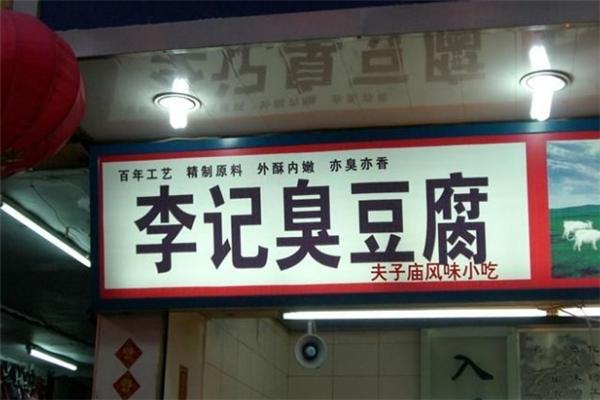 百年工艺 精制原料 外酥内嫩 亦臭亦香
李记臭豆腐
夫子庙风味小吃
入